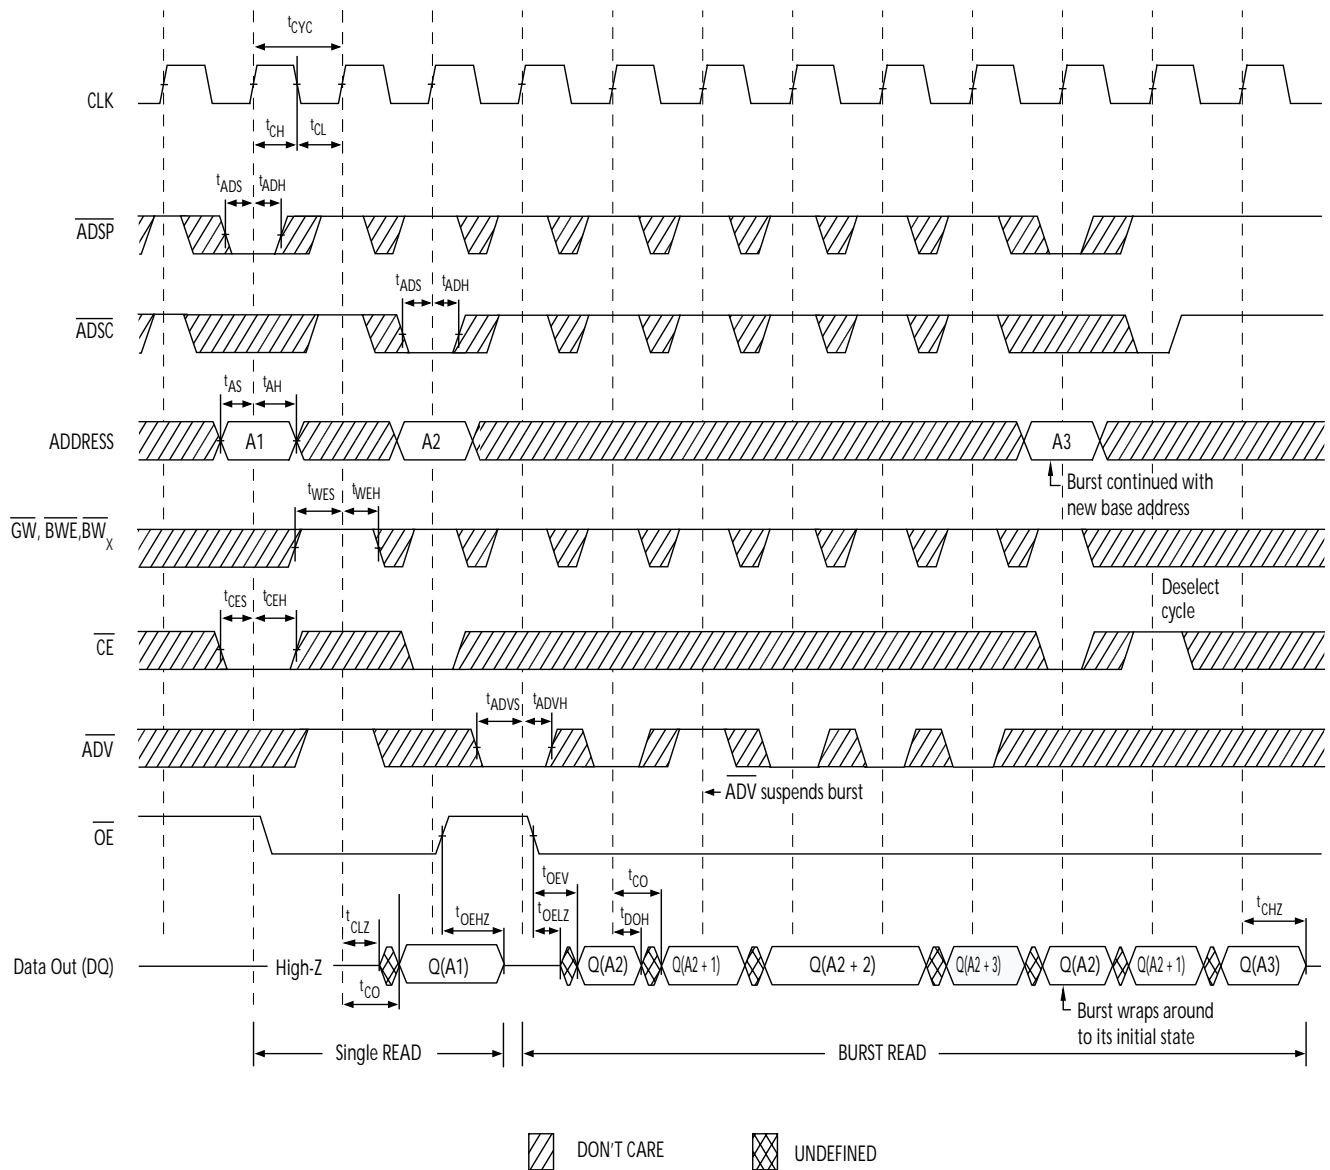 tCYC
CLK
tCH
tCL
tADS
tADH
ADSP
tADS
tADH
ADSC
tAS
tAH
ADDRESS
A1
A2
A3
Burst continued with
new base address
tWES
tWEH
GW, BWE,BWX
Deselect
cycle
tCES
tCEH
CE
tADVS
tADVH
ADV
ADV suspends burst
OE
tOEV
tCO
tCLZ
tOEHZ
tOELZ
tDOH
tCHZ
Data Out (DQ)
High-Z
Q(A1)
Q(A2)
Q(A2 + 1)
Q(A2 + 2)
Q(A2 + 3)
Q(A2)
Q(A2 + 1)
Q(A3)
tCO
Burst wraps around
to its initial state
Single READ
BURST READ
DON'T CARE
UNDEFINED